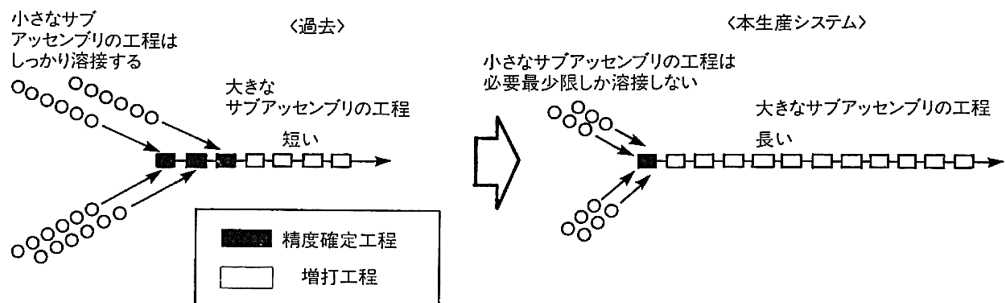 〈過去〉
小さなサブ
アッセンブリの工程は
しっかり溶接する
大きな
サブアッセンブリの工程
短い
精度確定工程
増打工程
〈本生産システム〉
小さなサブアッセンブリの工程は
必要最少限しか溶接しない
大きなサブアッセンブリの工程
長い